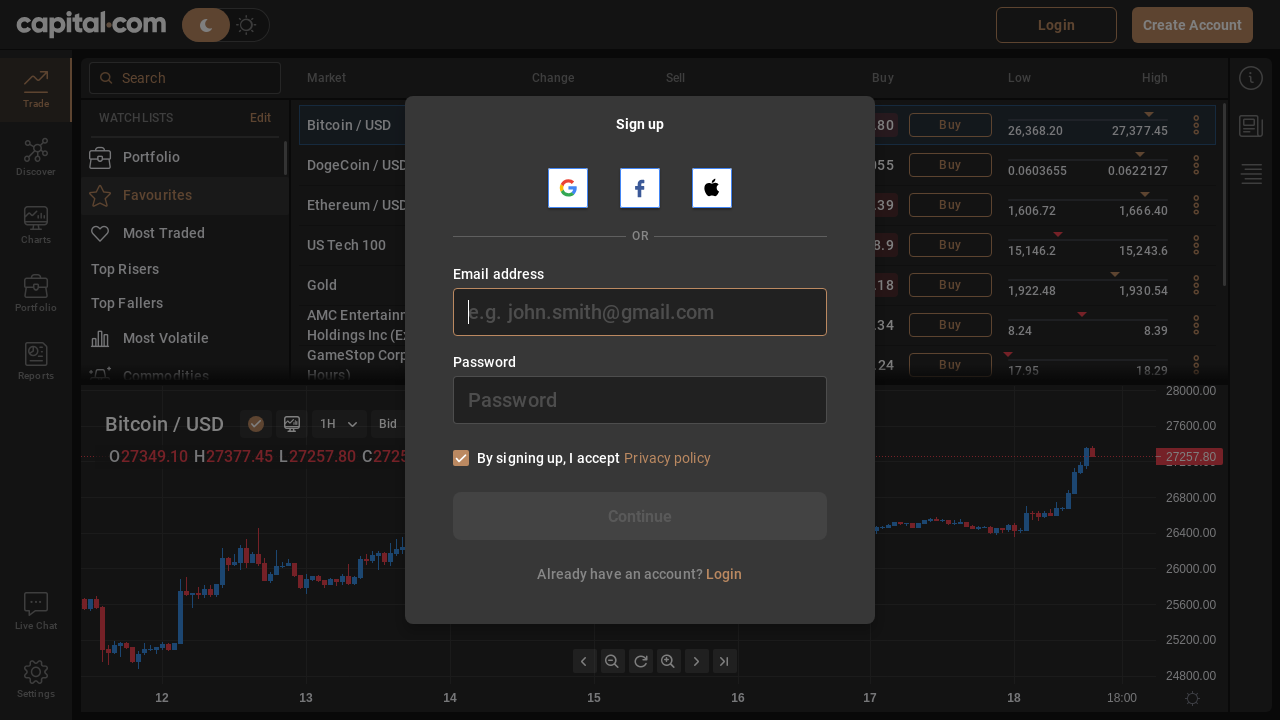 capital.com
Login
Create Account
Trade
Discover
Charts
Portfolio
Reports
Live Chat
Settings
Search
WATCHLISTS Edit
Portfolio
Favourites
Most Traded
Top Risers
Top Fallers
Most Volatile
Commodities
Market Change Sell Buy Low High
Bitcoin / USD .80 Buy 26,368.20 27,377.45
DogeCoin / USD 055 Buy 0.0603655 0.0622127
Ethereum / USD .39 Buy 1,606.72 1,666.40
US Tech 100 8.9 Buy 15,146.2 15,243.6
Gold .18 Buy 1,922.48 1,930.54
AMC Entertainm
Holdings Inc (Ex .34 Buy 8.24 8.39
GameStop Corp
Hours) .24 Buy 17.95 18.29
Sign up
OR
Email address
e.g. john.smith@gmail.com
Password
Password
By signing up, I accept Privacy policy
Continue
Already have an account? Login
Bitcoin / USD 1H Bid
O27349.10 H27377.45 L27257.80 C2725
28000.00
27600.00
27257.80
26800.00
26400.00
26000.00
25600.00
25200.00
24800.00
12 13 14 15 16 17 18 18:00